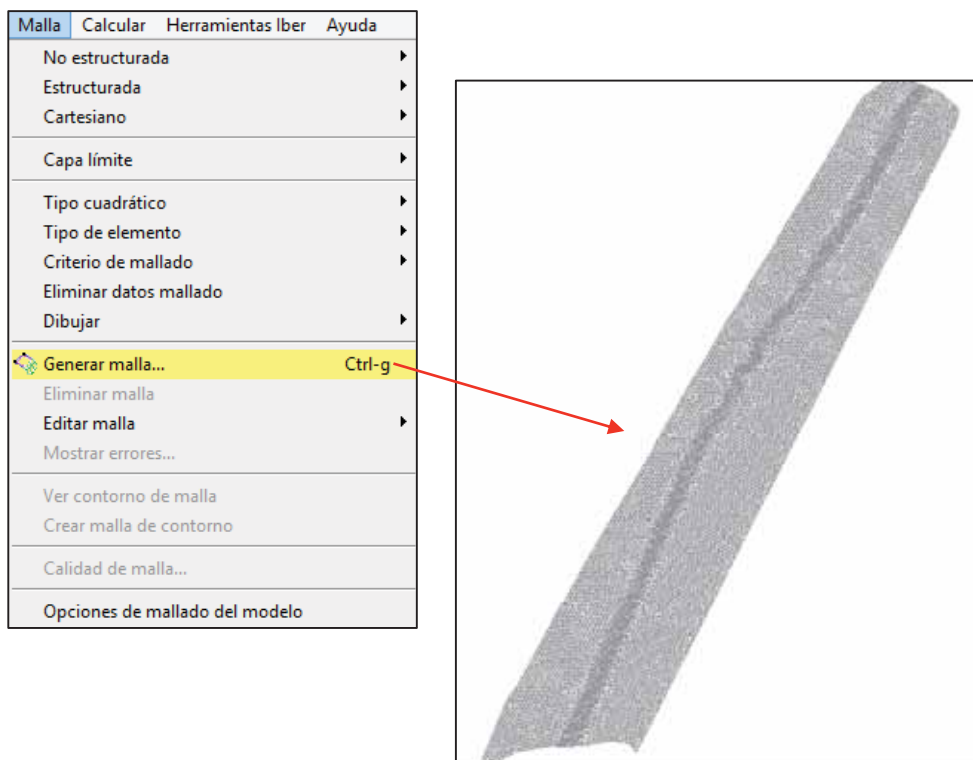 Malla Calcular Herramientas Iber Ayuda
No estructurada
Estructurada
Cartesiano
Capa límite
Tipo cuadrático
Tipo de elemento
Criterio de mallado
Eliminar datos mallado
Dibujar
Generar malla... Ctrl-g
Eliminar malla
Editar malla
Mostrar errores...
Ver contorno de malla
Crear malla de contorno
Calidad de malla...
Opciones de mallado del modelo